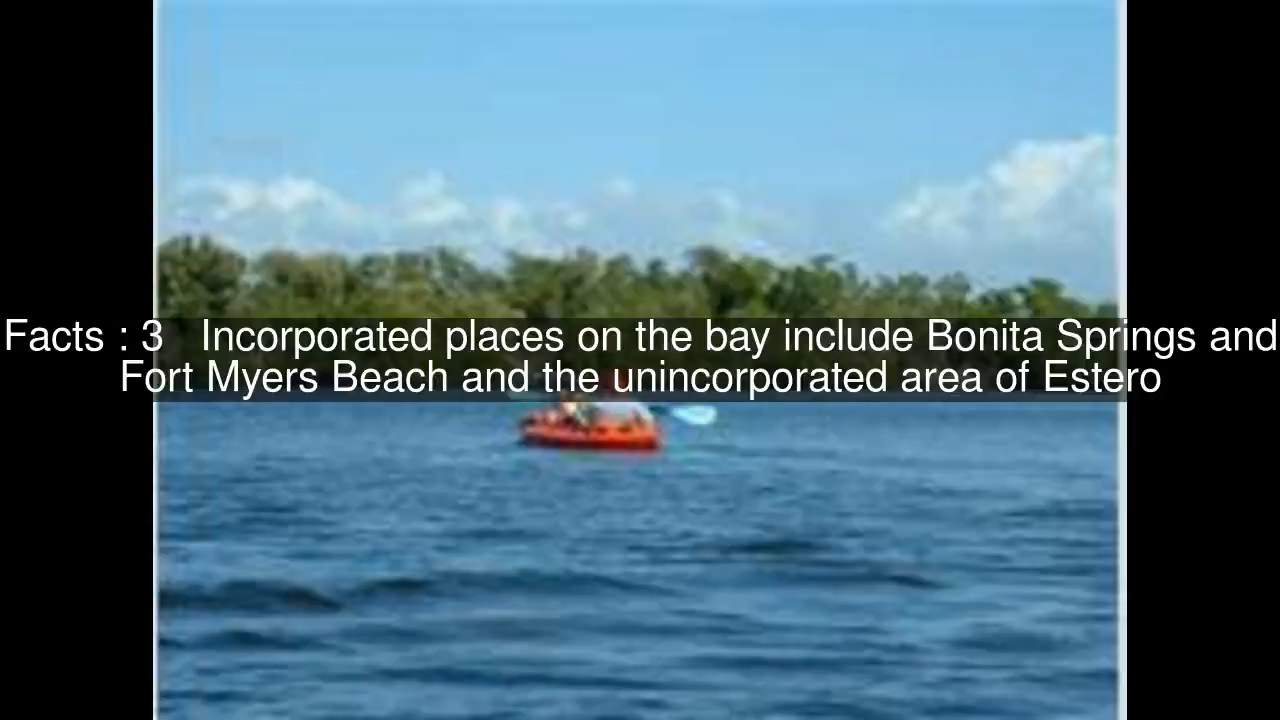 Facts : 3 Incorporated places on the bay include Bonita Springs and
Fort Myers Beach and the unincorporated area of Estero